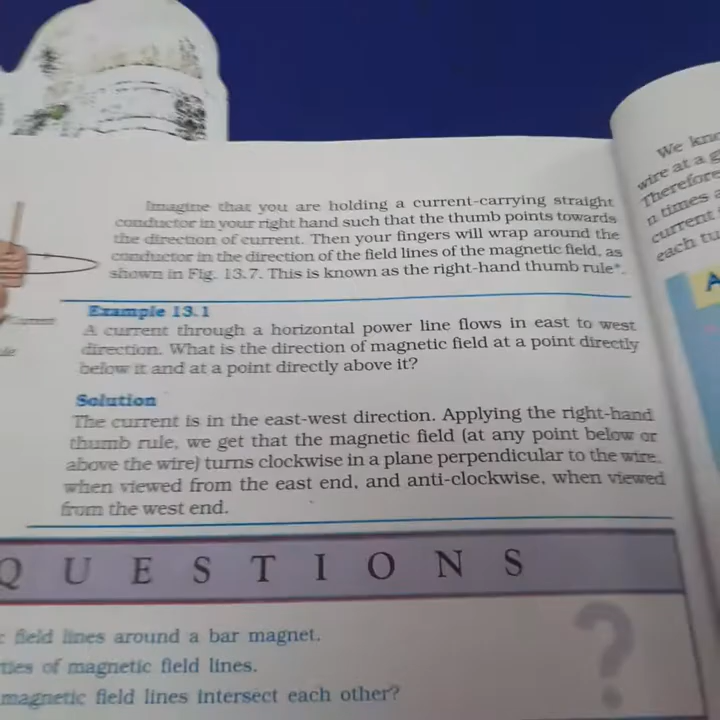 Imagine that you are holding a current-carrying straight
conductor in your right hand such that the thumb points towards
the direction of current. Then your fingers will wrap around the
conductor in the direction of the field lines of the magnetic field, as
shown in Fig. 13.7. This is known as the right-hand thumb rule*.
Example 13.1
A current through a horizontal power line flows in east to west
direction. What is the direction of magnetic field at a point directly
below it and at a point directly above it?
Solution
The current is in the east-west direction. Applying the right-hand
thumb rule, we get that the magnetic field (at any point below or
above the wire) turns clockwise in a plane perpendicular to the wire,
when viewed from the east end, and anti-clockwise, when viewed
from the west end.
QUESTIONS
field lines around a bar magnet.
of magnetic field lines.
magnetic field lines intersect each other?
?
We
wire at a
Therefore
n times
current
each
A